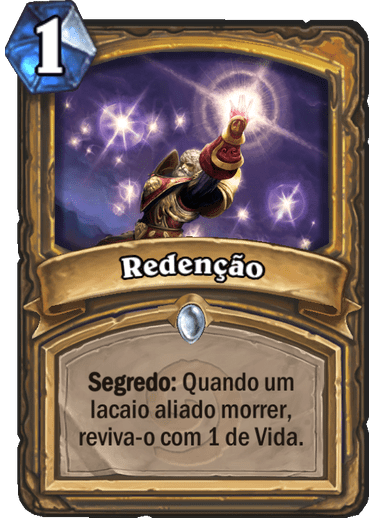 1
Redenção
Segredo: Quando um
lacaio aliado morrer,
reviva-o com 1 de Vida.